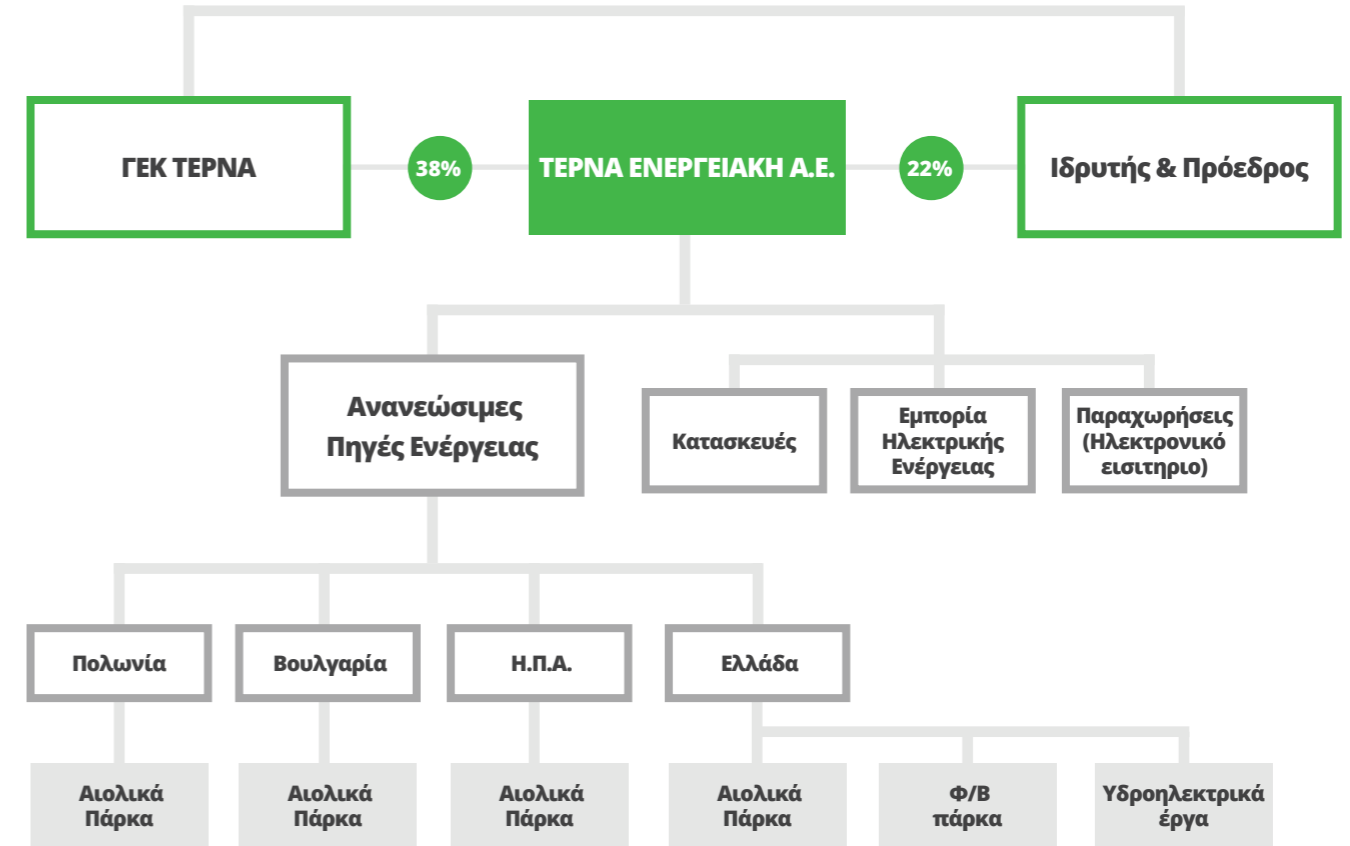 ΓΕΚ ΤΕΡΝΑ
38%
ΤΕΡΝΑ ΕΝΕΡΓΕΙΑΚΗ Α.Ε.
22%
Ιδρυτής & Πρόεδρος
Ανανεώσιμες
Πηγές Ενέργειας
Κατασκευές
Εμπορία
Ηλεκτρικής
Ενέργειας
Παραχωρήσεις
(Ηλεκτρονικό
εισιτηριο)
Πολωνία
Βουλγαρία
Η.Π.Α.
Ελλάδα
Αιολικά
Πάρκα
Αιολικά
Πάρκα
Αιολικά
Πάρκα
Αιολικά
Πάρκα
Φ/Β
πάρκα
Υδροηλεκτρικά
έργα